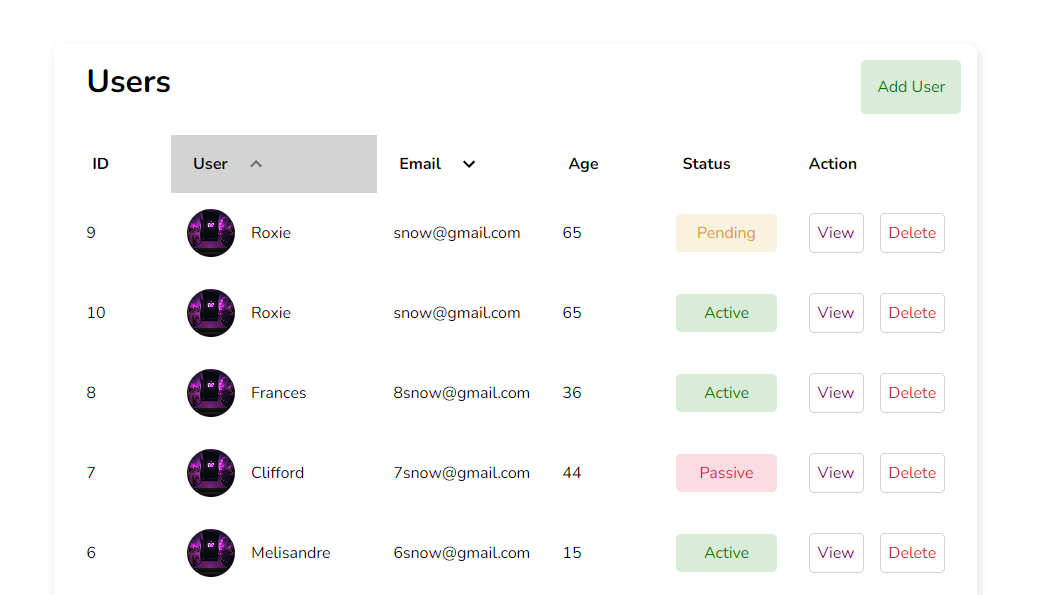 Users
Add User
ID User Email Age Status Action
9 Roxie snow@gmail.com 65 Pending View Delete
10 Roxie snow@gmail.com 65 Active View Delete
8 Frances 8snow@gmail.com 36 Active View Delete
7 Clifford 7snow@gmail.com 44 Passive View Delete
6 Melisandre 6snow@gmail.com 15 Active View Delete